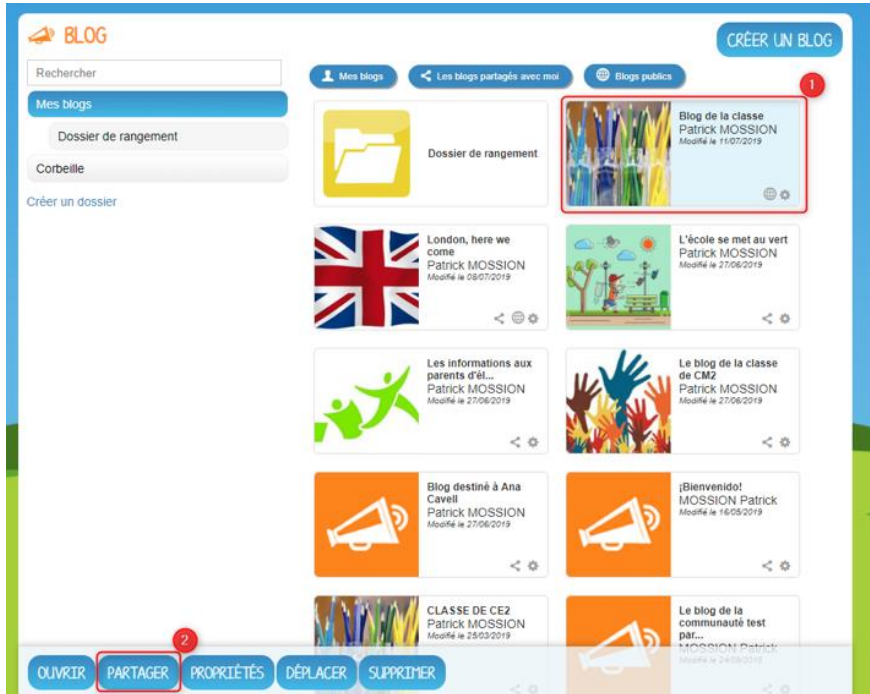 BLOG
CRÉER UN BLOG
Rechercher
Mes blogs
Les blogs partagés avec moi
Blogs publics
1
Mes blogs
Dossier de rangement
Corbeille
Créer un dossier
Dossier de rangement
Blog de la classe
Patrick MOSSION
Modifié le 11/07/2019
London, here we
come
Patrick MOSSION
Modifié le 08/07/2019
L'école se met au vert
Patrick MOSSION
Modifié le 27/06/2019
Les informations aux
parents d'él...
Patrick MOSSION
Modifié le 27/06/2019
Le blog de la classe
de CM2
Patrick MOSSION
Modifié le 27/06/2019
Blog destiné à Ana
Cavell
Patrick MOSSION
Modifié le 27/06/2019
¡Bienvenido!
MOSSION Patrick
Modifié le 16/05/2019
CLASSE DE CE2
Patrick MOSSION
Modifié le 25/03/2019
Le blog de la
communauté test
par...
MOSSION Patrick
Modifié le
2
OUVRIR
PARTAGER
PROPRIÉTÉS
DÉPLACER
SUPPRIMER